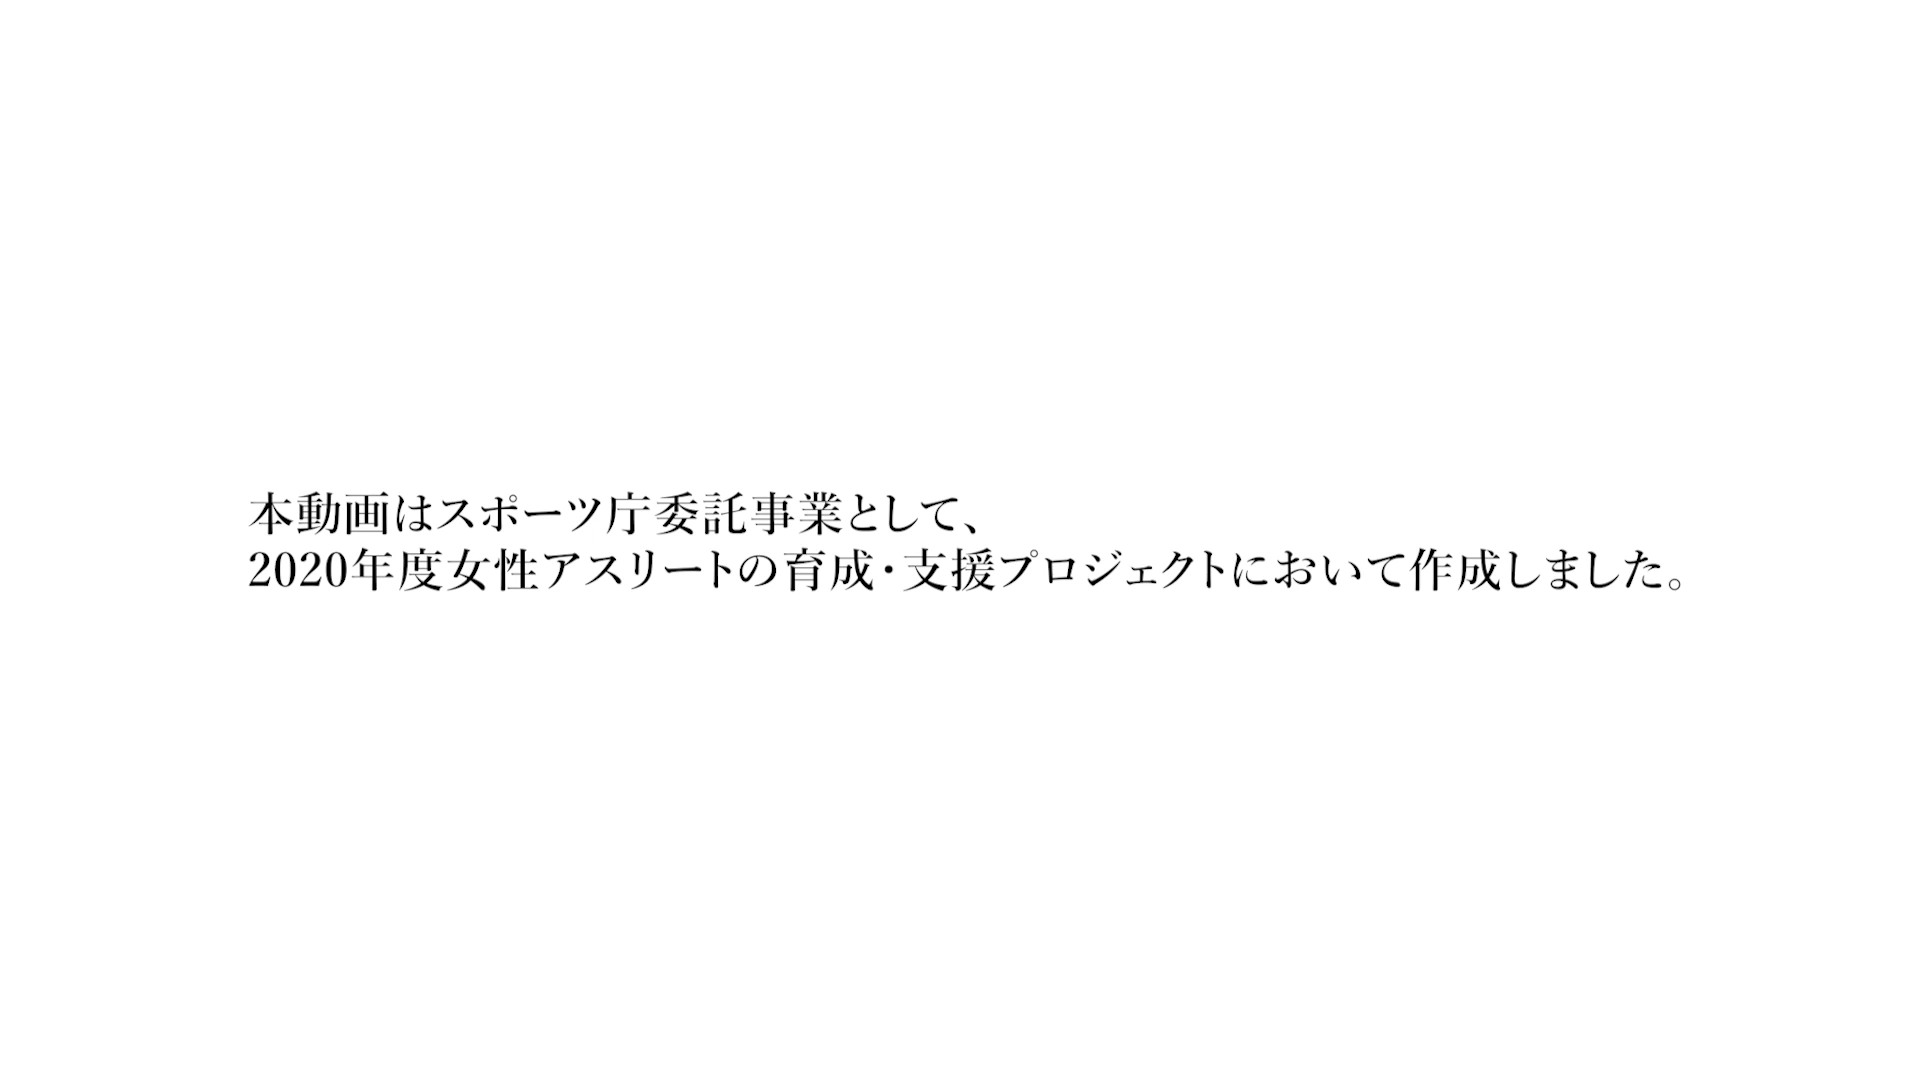 本動画はスポーツ庁委託事業として、
2020年度女性アスリートの育成・支援プロジェクトにおいて作成しました。